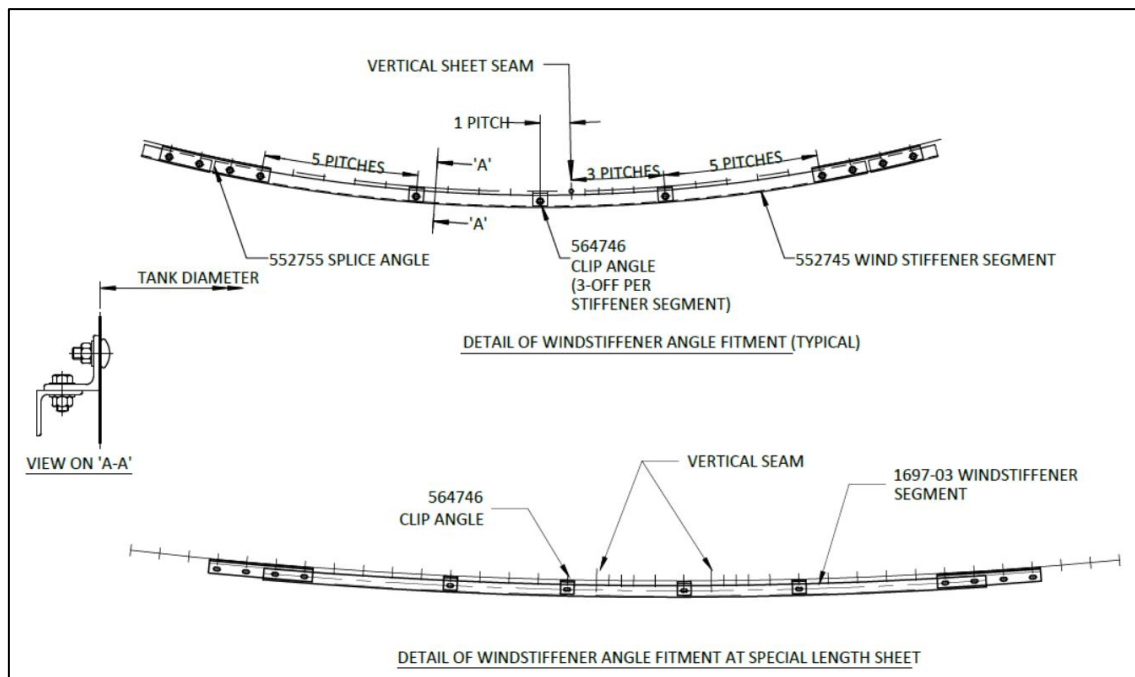 VERTICAL SHEET SEAM
1 PITCH
5 PITCHES
'A'
3 PITCHES
5 PITCHES
'A'
552755 SPLICE ANGLE
564746
CLIP ANGLE
(3-OFF PER
STIFFENER SEGMENT)
552745 WIND STIFFENER SEGMENT
TANK DIAMETER
DETAIL OF WINDSTIFFENER ANGLE FITMENT (TYPICAL)
VIEW ON 'A-A'
VERTICAL SEAM
564746
CLIP ANGLE
1697-03 WINDSTIFFENER
SEGMENT
DETAIL OF WINDSTIFFENER ANGLE FITMENT AT SPECIAL LENGTH SHEET